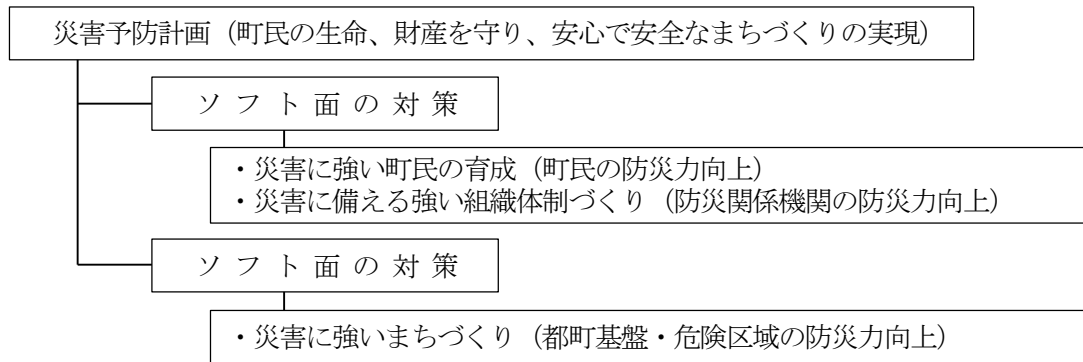 災害予防計画（町民の生命、財産を守り、安心で安全なまちづくりの実現）
ソフト面の対策
・災害に強い町民の育成（町民の防災力向上）
・災害に備える強い組織体制づくり（防災関係機関の防災力向上）
ソフト面の対策
・災害に強いまちづくり（都町基盤・危険区域の防災力向上）